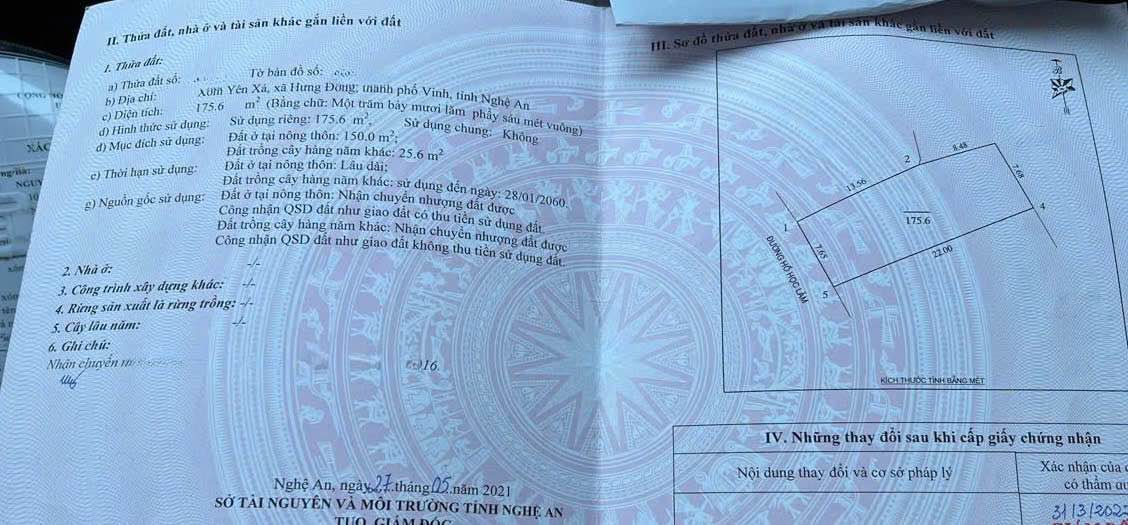 II. Thửa đất, nhà ở và tài sản khác gắn liền với đất
1. Thửa đất:
a) Thửa đất số: Tờ bản đồ số:
b) Địa chỉ: Xóm Yên Xá, xã Hưng Đông, thành phố Vinh, tỉnh Nghệ An
c) Diện tích: 175.6 m² (Bằng chữ: Một trăm bảy mươi lăm phẩy sáu mét vuông)
d) Hình thức sử dụng: Sử dụng riêng: 175.6 m²; Sử dụng chung: Không
đ) Mục đích sử dụng: Đất ở tại nông thôn: 150.0 m²;
Đất trồng cây hàng năm khác: 25.6 m²
e) Thời hạn sử dụng: Đất ở tại nông thôn: Lâu dài;
Đất trồng cây hàng năm khác: sử dụng đến ngày: 28/01/2060.
g) Nguồn gốc sử dụng: Đất ở tại nông thôn: Nhận chuyển nhượng đất được
Công nhận QSD đất như giao đất có thu tiền sử dụng đất.
Đất trồng cây hàng năm khác: Nhận chuyển nhượng đất được
Công nhận QSD đất như giao đất không thu tiền sử dụng đất.
2. Nhà ở: -/-
3. Công trình xây dựng khác: -/-
4. Rừng sản xuất là rừng trồng: -/-
5. Cây lâu năm: -/-
6. Ghi chú:
Nhận chuyển
16.
Nghệ An, ngày 27 tháng 05 năm 2021
SỞ TÀI NGUYÊN VÀ MÔI TRƯỜNG TỈNH NGHỆ AN
TUQ. GIÁM ĐỐC
III. Sơ đồ thửa đất, nhà ở và tài sản khác gắn liền với đất
2
8.48
13.56
7.68
4
1
175.6
7.65
22.00
5
ĐƯỜNG HỒ HỌC LÃM
KÍCH THƯỚC TÍNH BẰNG MÉT
IV. Những thay đổi sau khi cấp giấy chứng nhận
Nội dung thay đổi và cơ sở pháp lý
Xác nhận của
có thẩm
31/3/2022
XÁC